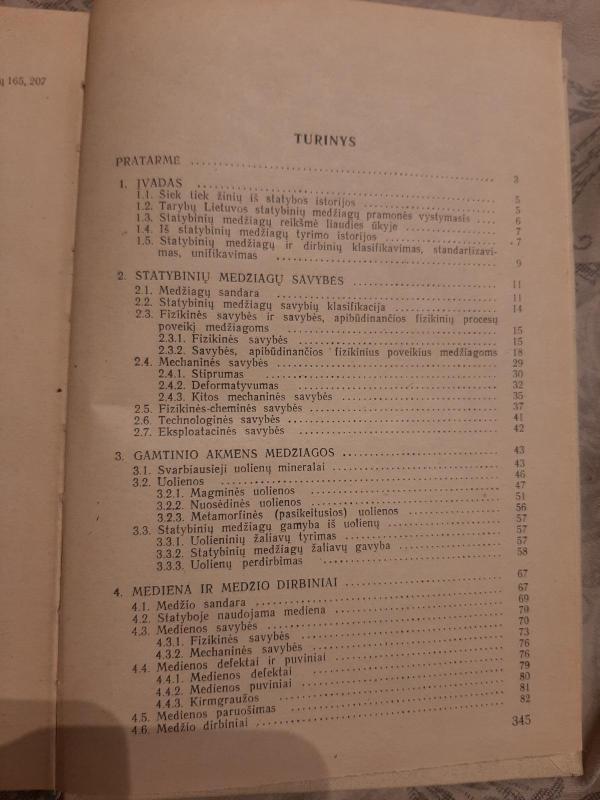 ų 165, 207
TURINYS
PRATARMĖ 3
1. ĮVADAS 5
1.1. Šiek tiek žinių iš statybos istorijos 5
1.2. Tarybų Lietuvos statybinių medžiagų pramonės vystymasis 6
1.3. Statybinių medžiagų reikšmė liaudies ūkyje 7
1.4. Iš statybinių medžiagų tyrimo istorijos 7
1.5. Statybinių medžiagų ir dirbinių klasifikavimas, standartizavi-
mas, unifikavimas 9
2. STATYBINIŲ MEDŽIAGŲ SAVYBĖS 11
2.1. Medžiagų sandara 11
2.2. Statybinių medžiagų savybių klasifikacija 14
2.3. Fizikinės savybės ir savybės, apibūdinančios fizikinių procesų
poveikį medžiagoms 15
2.3.1. Fizikinės savybės 15
2.3.2. Savybės, apibūdinančios fizikinius poveikius medžiagoms 18
2.4. Mechaninės savybės 29
2.4.1. Stiprumas 30
2.4.2. Deformatyvumas 32
2.4.3. Kitos mechaninės savybės 35
2.5. Fizikinės-cheminės savybės 37
2.6. Technologinės savybės 41
2.7. Eksploatacinės savybės 42
3. GAMTINIO AKMENS MEDŽIAGOS 43
3.1. Svarbiausieji uolienų mineralai 43
3.2. Uolienos 46
3.2.1. Magminės uolienos 47
3.2.2. Nuosėdinės uolienos 51
3.2.3. Metamorfinės (pasikeitusios) uolienos 56
3.3. Statybinių medžiagų gamyba iš uolienų 57
3.3.1. Uolieninių žaliavų tyrimas 57
3.3.2. Statybinių medžiagų žaliavų gavyba 57
3.3.3. Uolienų perdirbimas 58
4. MEDIENA IR MEDŽIO DIRBINIAI 67
4.1. Medžio sandara 67
4.2. Statyboje naudojama mediena 69
4.3. Medienos savybės 70
4.3.1. Fizikinės savybės 70
4.3.2. Mechaninės savybės 73
4.4. Medienos defektai ir puviniai 76
4.4.1. Medienos defektai 76
4.4.2. Medienos puviniai 79
4.4.3. Kirmgraužos 80
4.5. Medienos paruošimas 81
4.6. Medžio dirbiniai 82
345